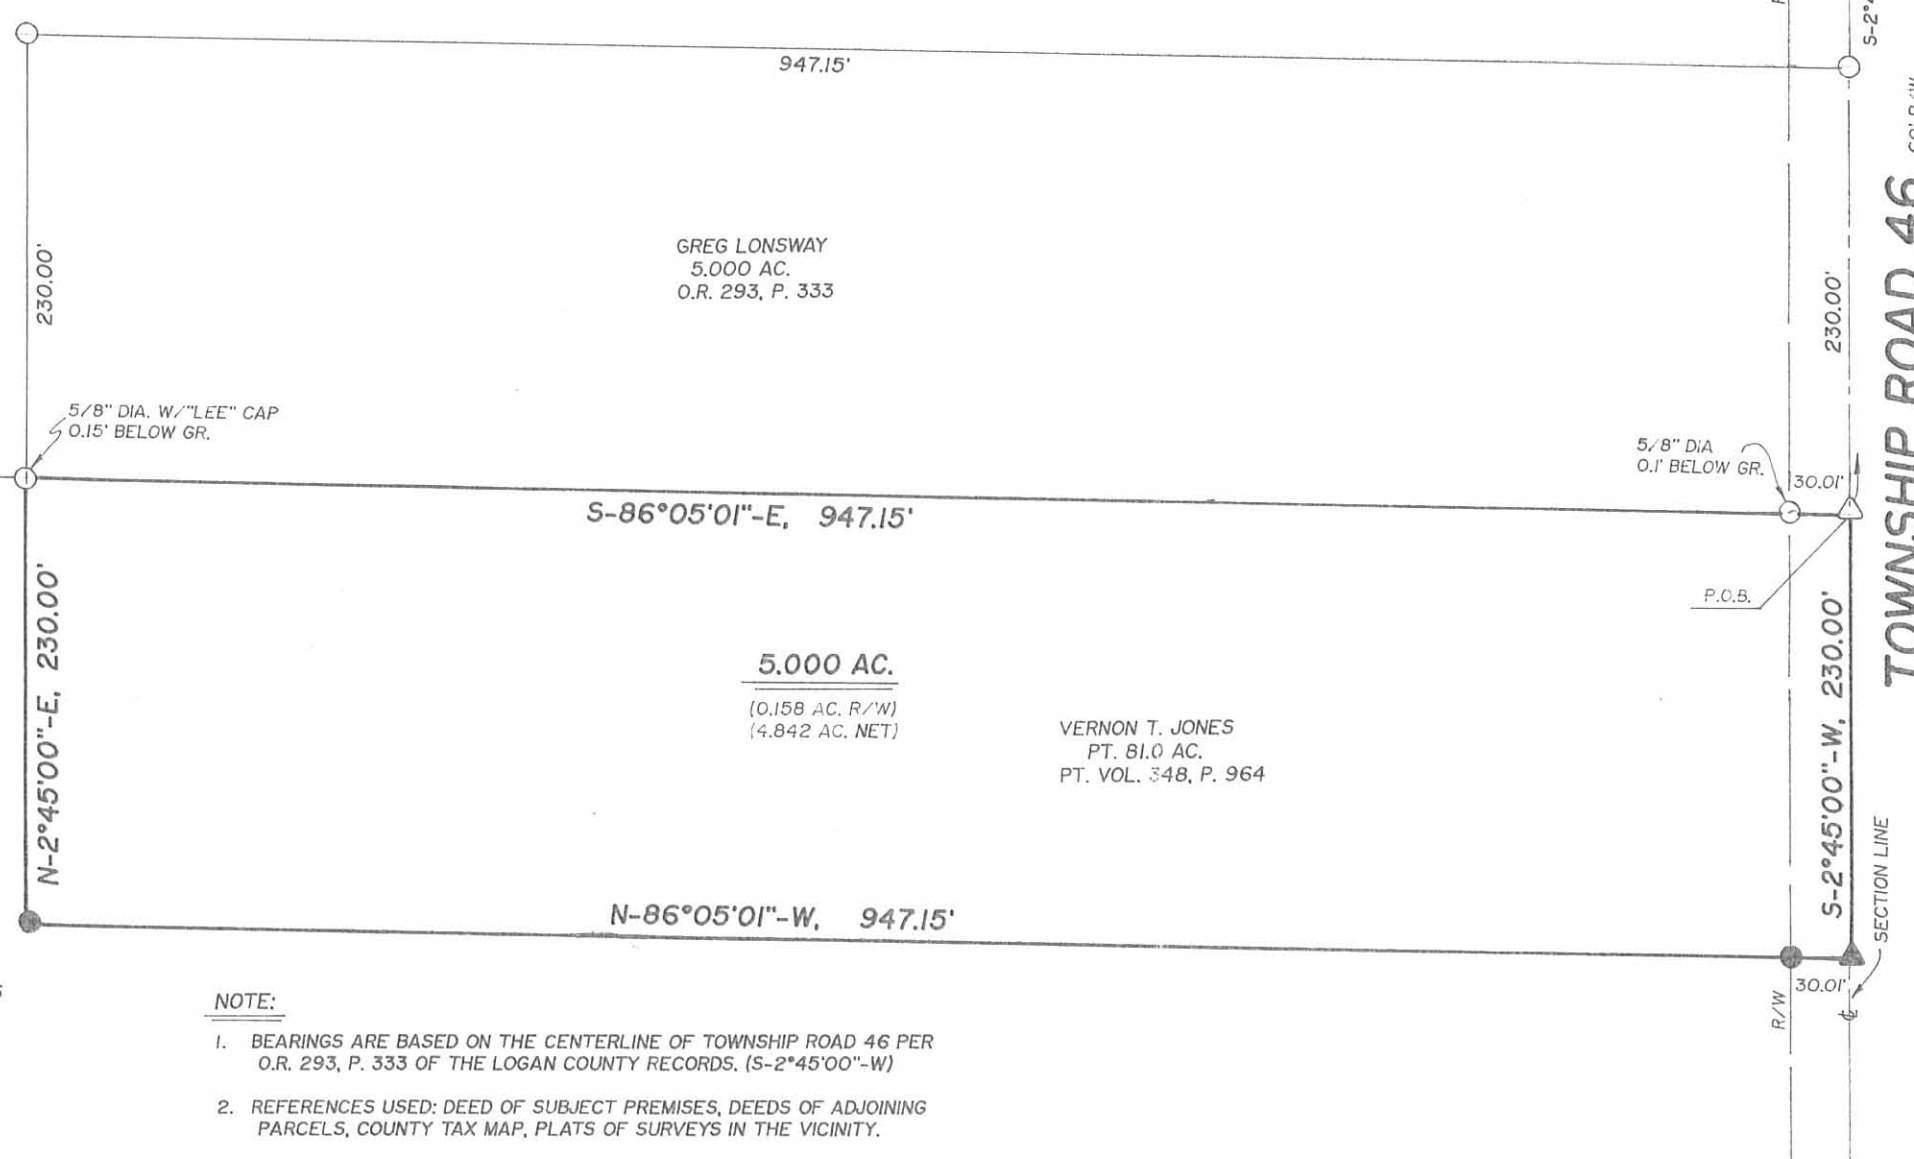 S-2°
947.15'
230.00'
GREG LONSWAY
5.000 AC.
O.R. 293, P. 333
230.00'
TOWNSHIP ROAD 46
5/8" DIA. W/"LEE" CAP
0.15' BELOW GR.
5/8" DIA
0.1' BELOW GR.
30.01'
S-86°05'01"-E, 947.15'
P.O.B.
N-2°45'00"-E, 230.00'
5.000 AC.
(0.158 AC. R/W)
(4.842 AC. NET)
VERNON T. JONES
PT. 81.0 AC.
PT. VOL. 348, P. 964
S-2°45'00"-W, 230.00'
SECTION LINE
N-86°05'01"-W, 947.15'
30.01'
R/W
NOTE:
1. BEARINGS ARE BASED ON THE CENTERLINE OF TOWNSHIP ROAD 46 PER
O.R. 293, P. 333 OF THE LOGAN COUNTY RECORDS. (S-2°45'00"-W)
2. REFERENCES USED: DEED OF SUBJECT PREMISES, DEEDS OF ADJOINING
PARCELS, COUNTY TAX MAP, PLATS OF SURVEYS IN THE VICINITY.